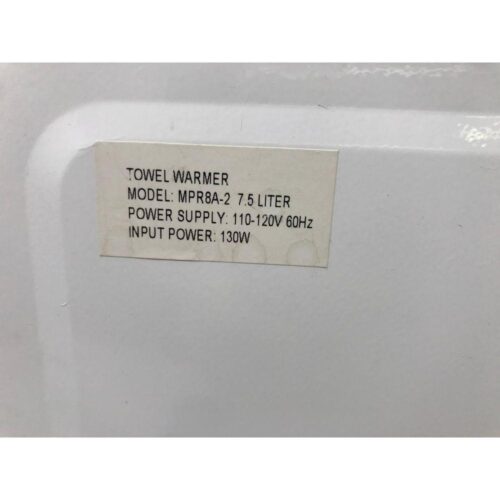 TOWEL WARMER
MODEL: MPR8A-2 7.5 LITER
POWER SUPPLY: 110-120V 60Hz
INPUT POWER: 130W